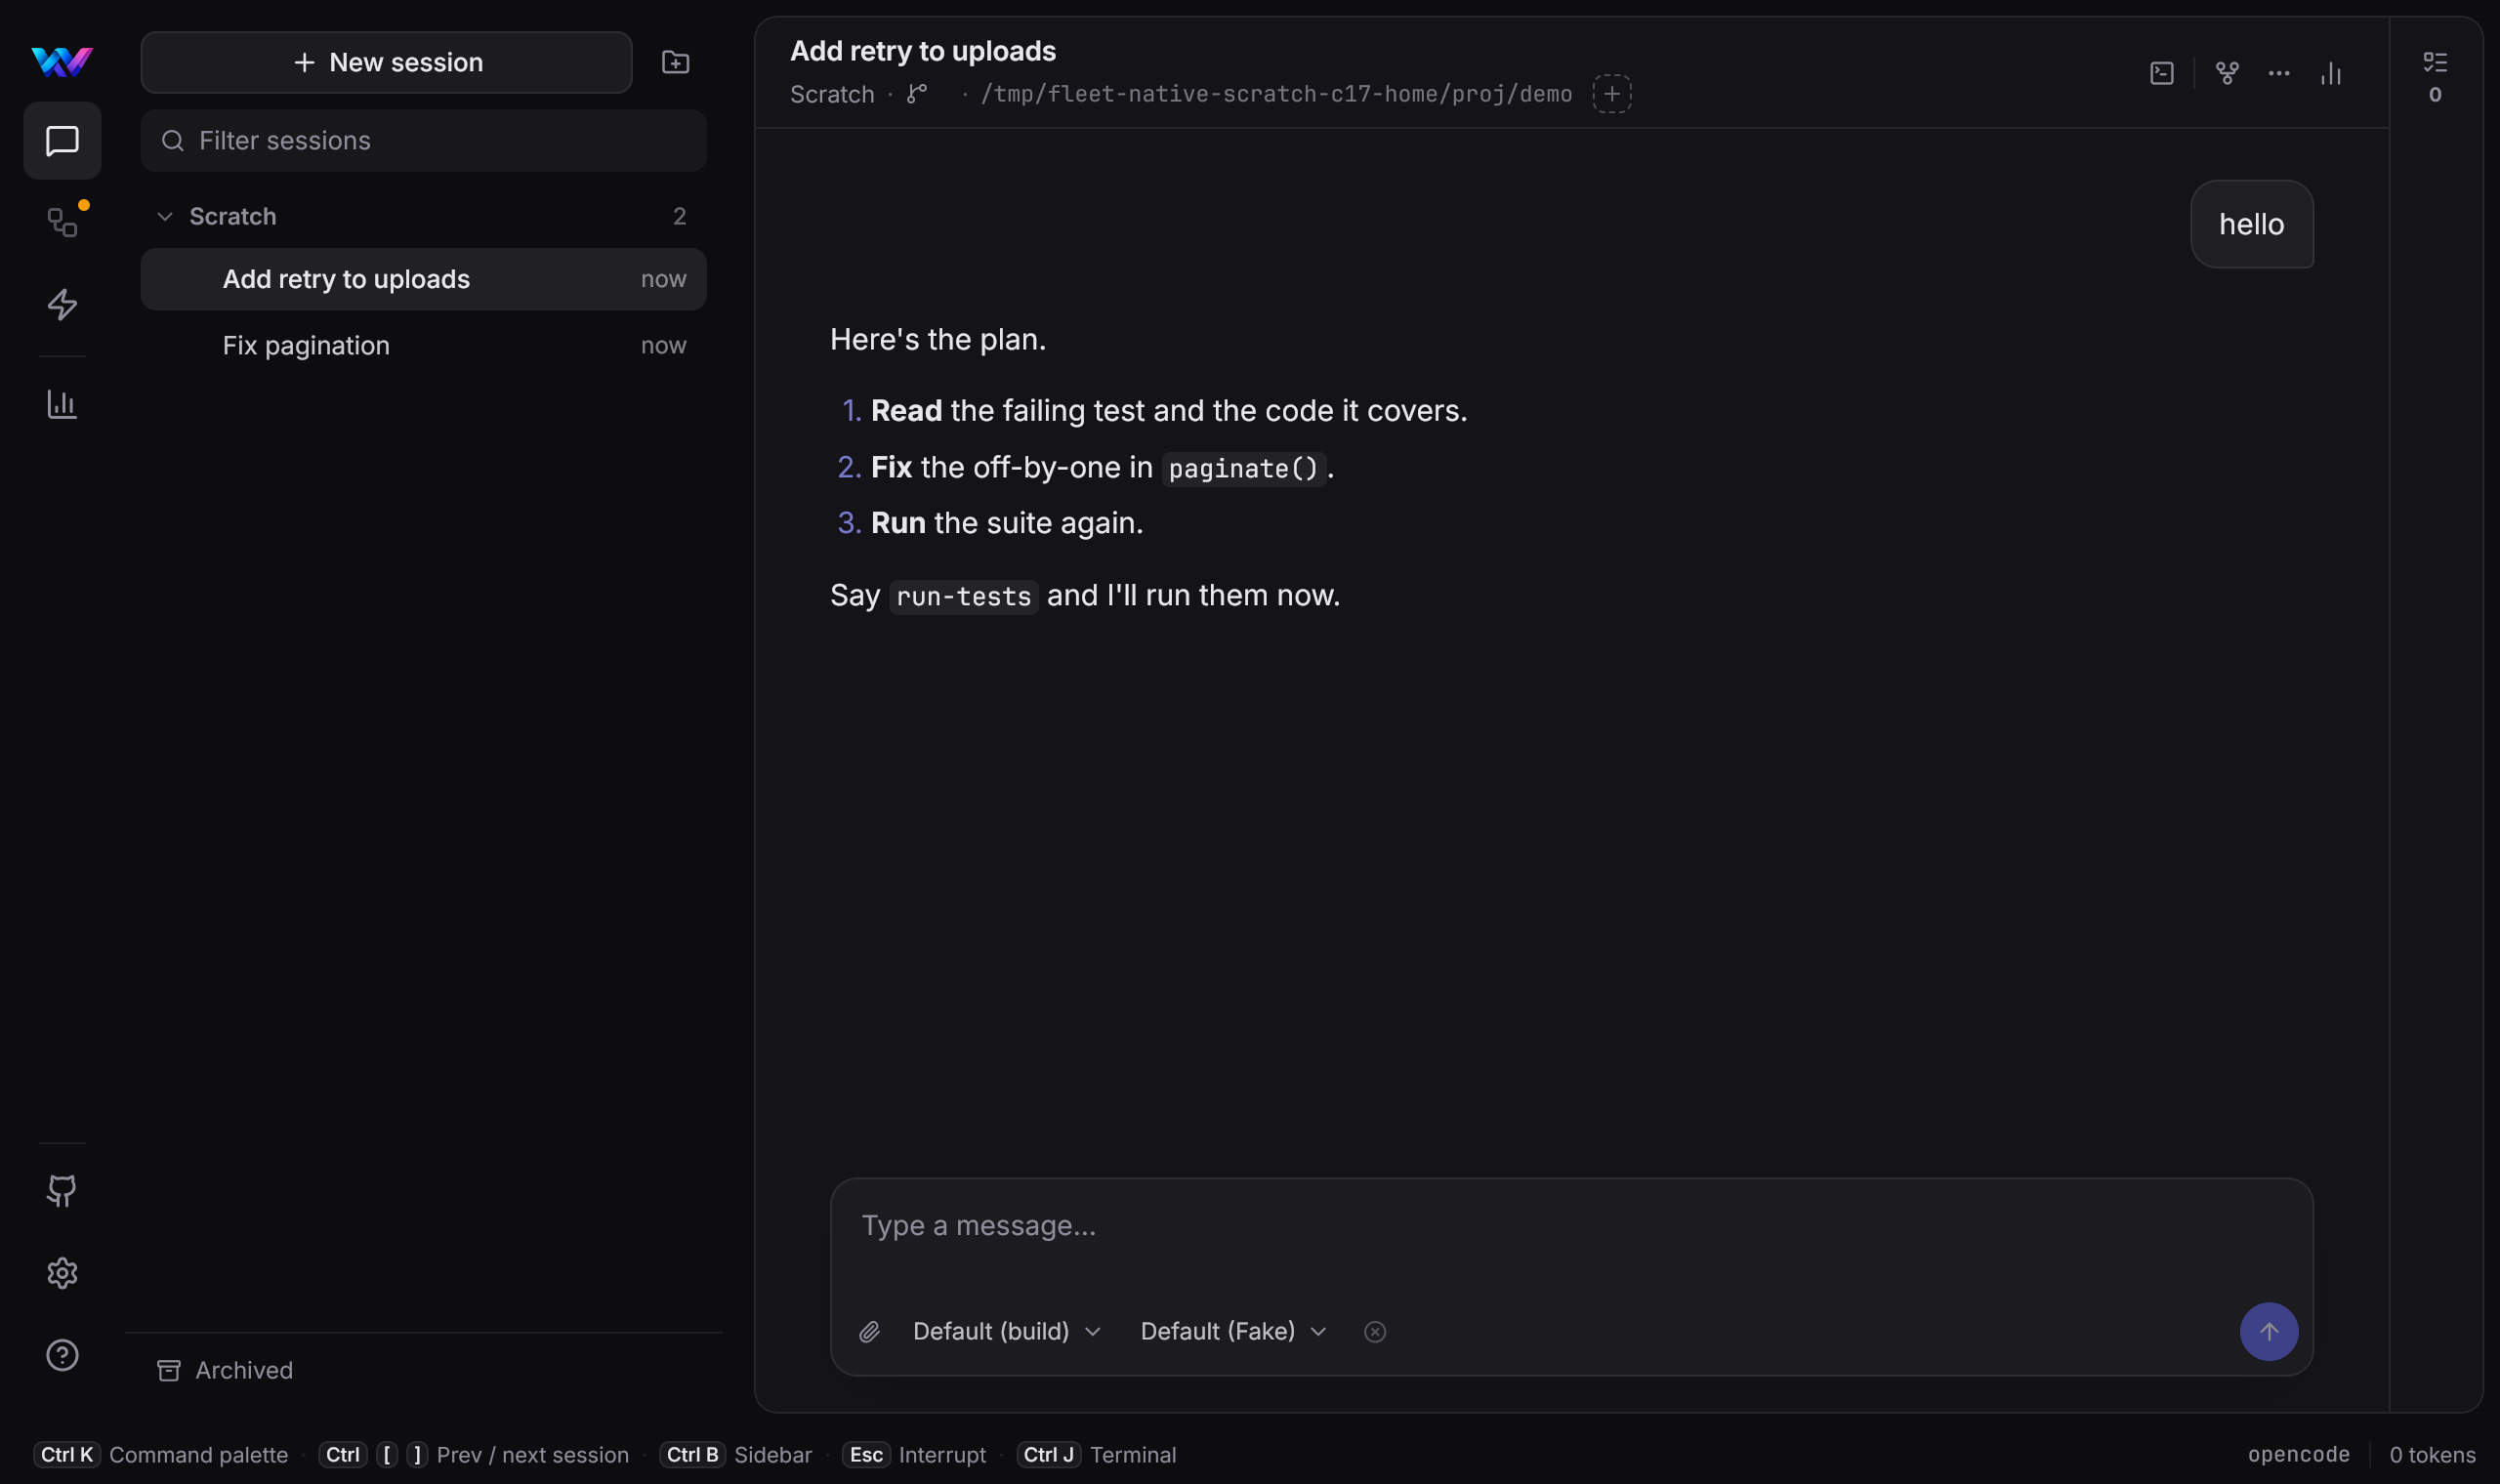 New session
Filter sessions
Scratch 2
Add retry to uploads now
Fix pagination now
Archived
Add retry to uploads
Scratch · · /tmp/fleet-native-scratch-c17-home/proj/demo
0
hello
Here's the plan.
1. Read the failing test and the code it covers.
2. Fix the off-by-one in paginate().
3. Run the suite again.
Say run-tests and I'll run them now.
Type a message...
Default (build) Default (Fake)
Ctrl K Command palette · Ctrl [ ] Prev / next session · Ctrl B Sidebar · Esc Interrupt · Ctrl J Terminal
opencode 0 tokens